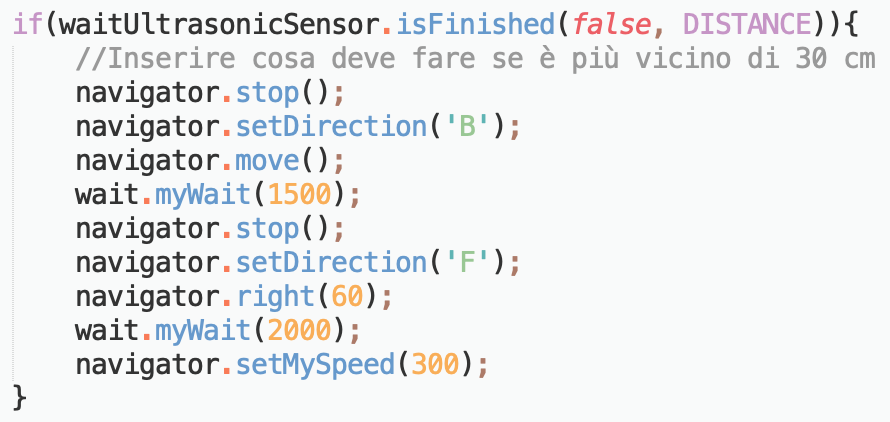 if(waitUltrasonicSensor.isFinished(false, DISTANCE)){
    //Inserire cosa deve fare se è più vicino di 30 cm
    navigator.stop();
    navigator.setDirection('B');
    navigator.move();
    wait.myWait(1500);
    navigator.stop();
    navigator.setDirection('F');
    navigator.right(60);
    wait.myWait(2000);
    navigator.setMySpeed(300);
}